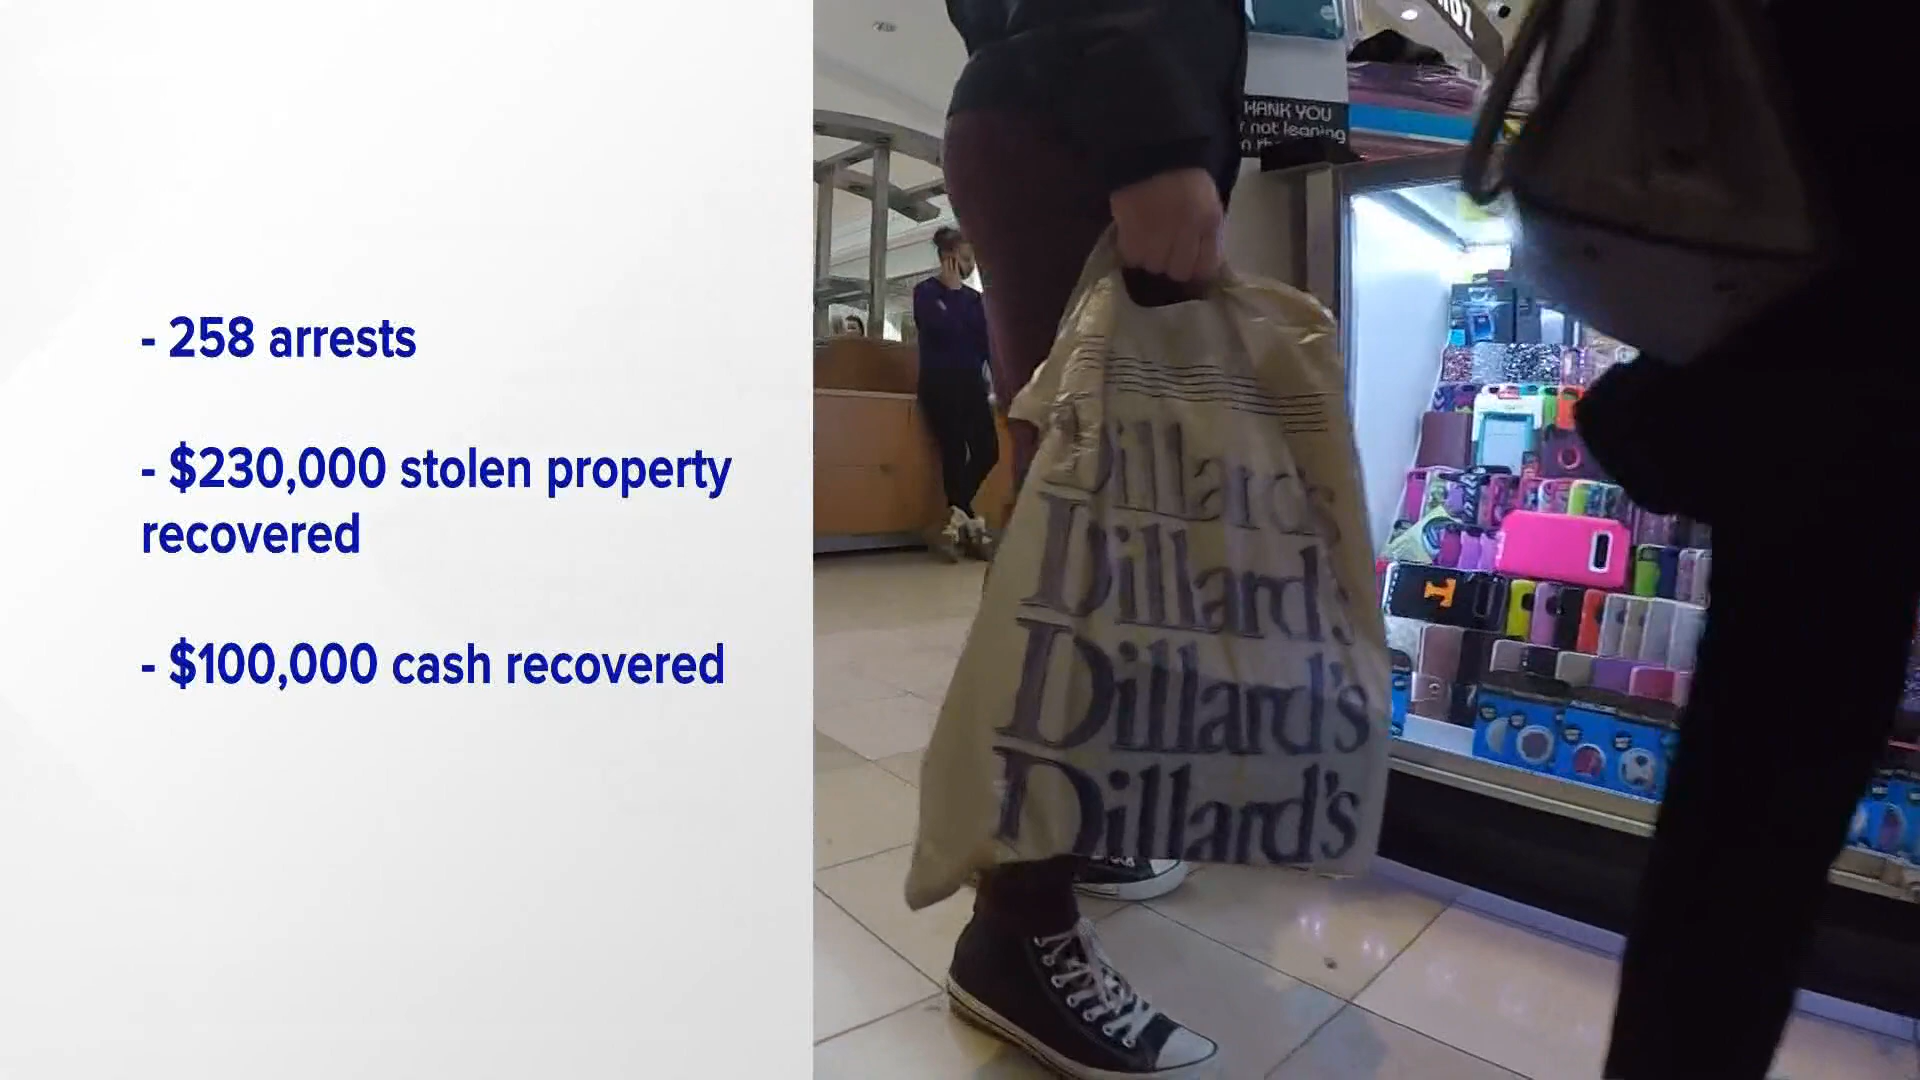 - 258 arrests
- $230,000 stolen property
recovered
- $100,000 cash recovered
HANK YOU
not leaning
Dillard's
Dillard's
Dillard's
Dillard's